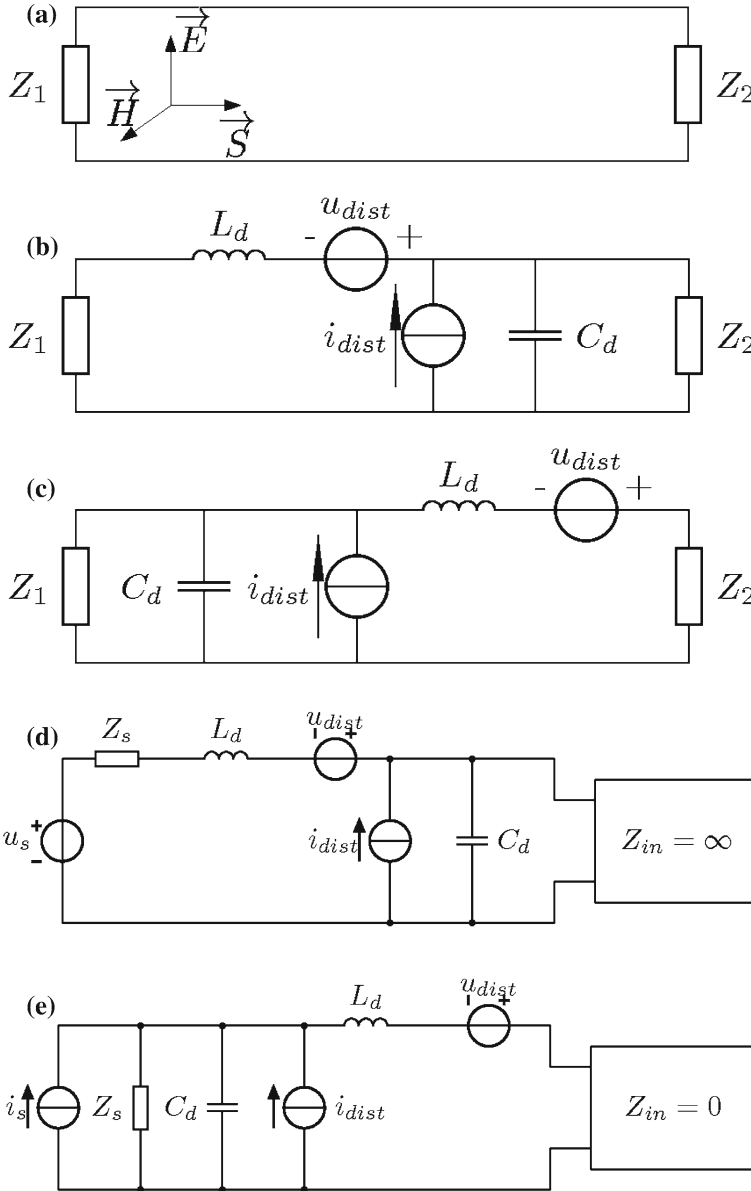 (a)
E
Z1 H S Z2
(b) Ld - udist +
Z1 idist Cd Z2
(c) Ld - udist +
Z1 Cd idist Z2
(d) Zs Ld - udist +
us + - idist Cd Zin = ∞
(e) Ld - udist +
is Zs Cd idist Zin = 0